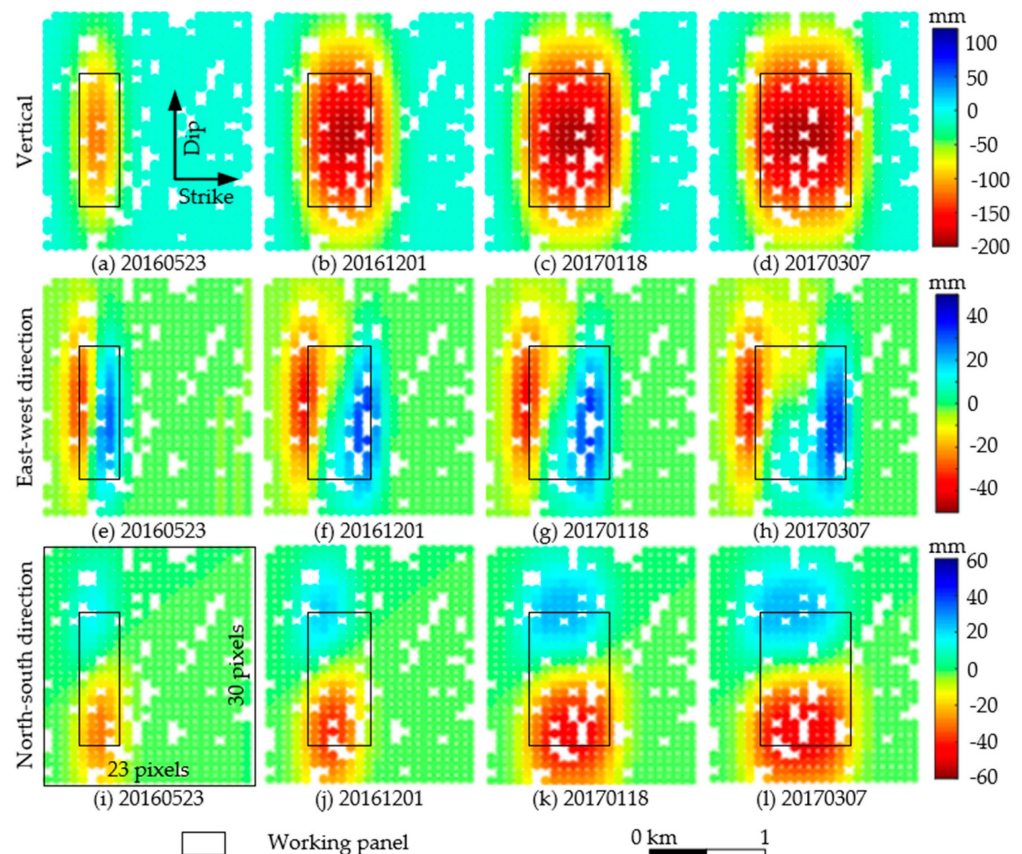 mm
Vertical
Dip
Strike
100
50
0
-50
-100
-150
-200
(a) 20160523
(b) 20161201
(c) 20170118
(d) 20170307
mm
East-west direction
40
20
0
-20
-40
(e) 20160523
(f) 20161201
(g) 20170118
(h) 20170307
mm
North-south direction
30 pixels
23 pixels
60
40
20
0
-20
-40
-60
(i) 20160523
(j) 20161201
(k) 20170118
(l) 20170307
Working panel
0 km 1